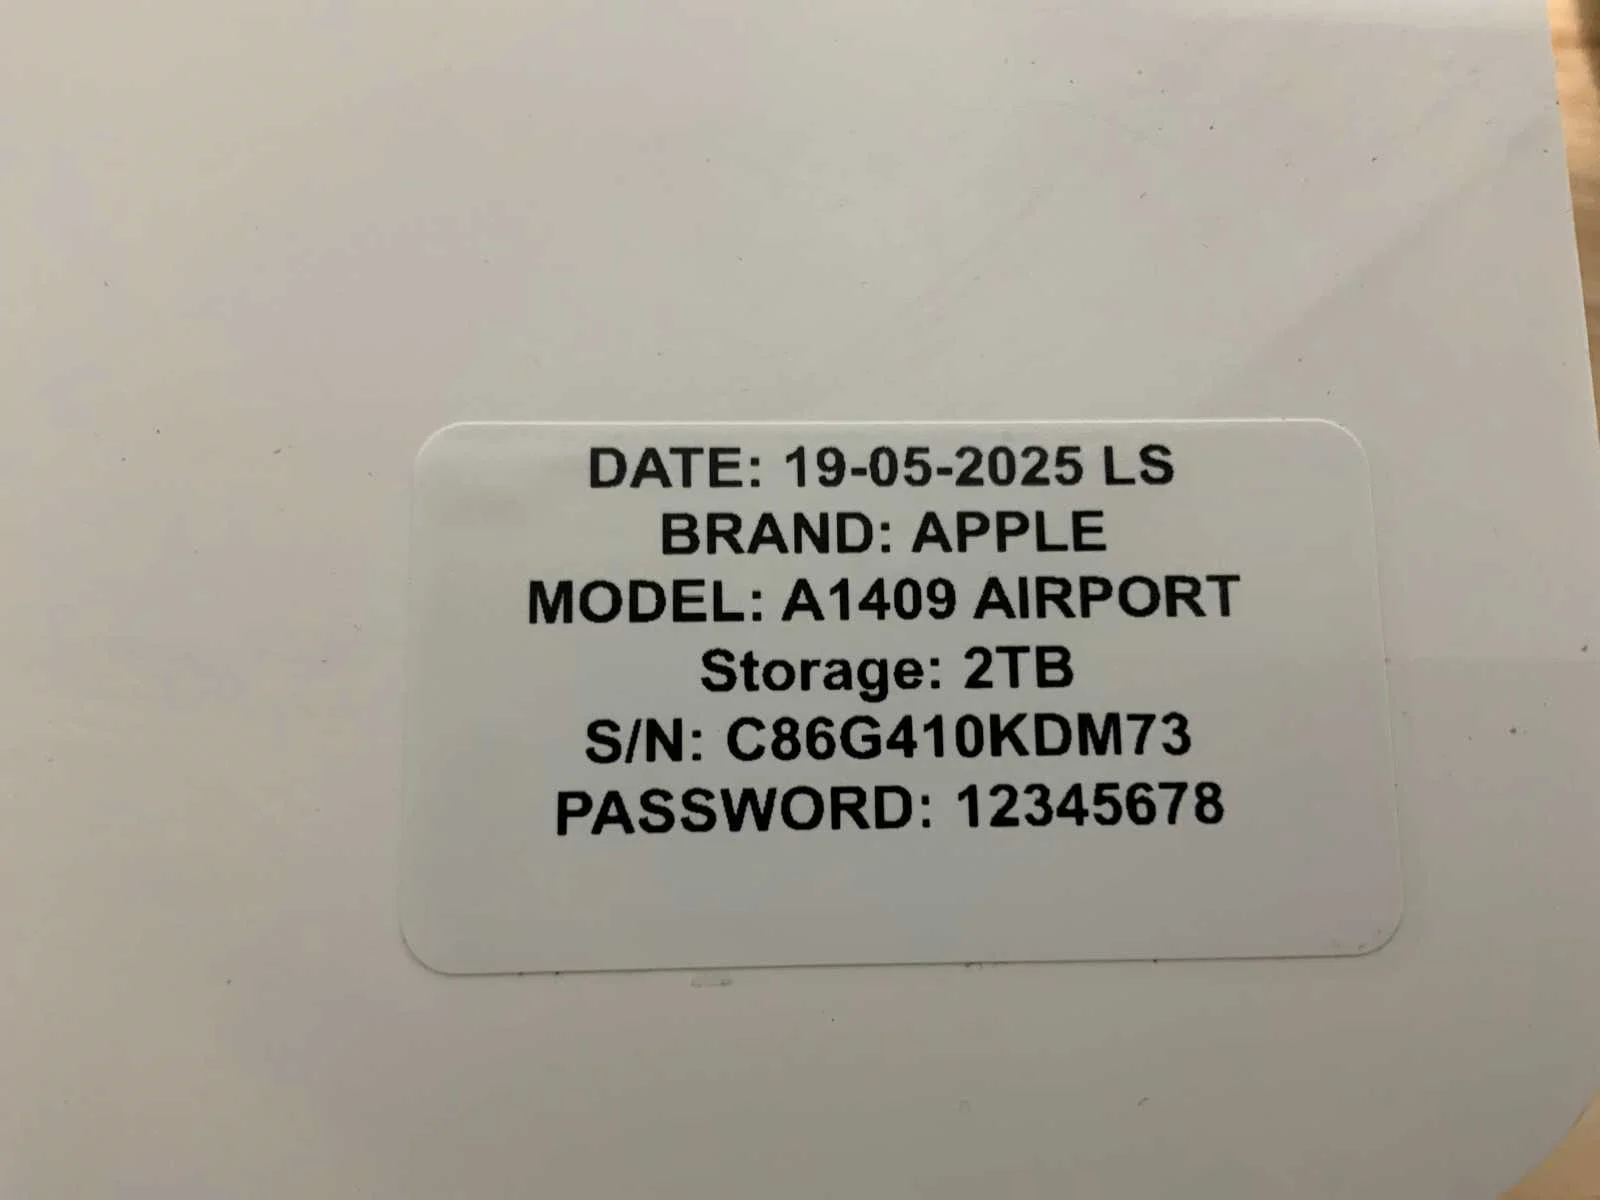 DATE: 19-05-2025 LS
BRAND: APPLE
MODEL: A1409 AIRPORT
Storage: 2TB
S/N: C86G410KDM73
PASSWORD: 12345678